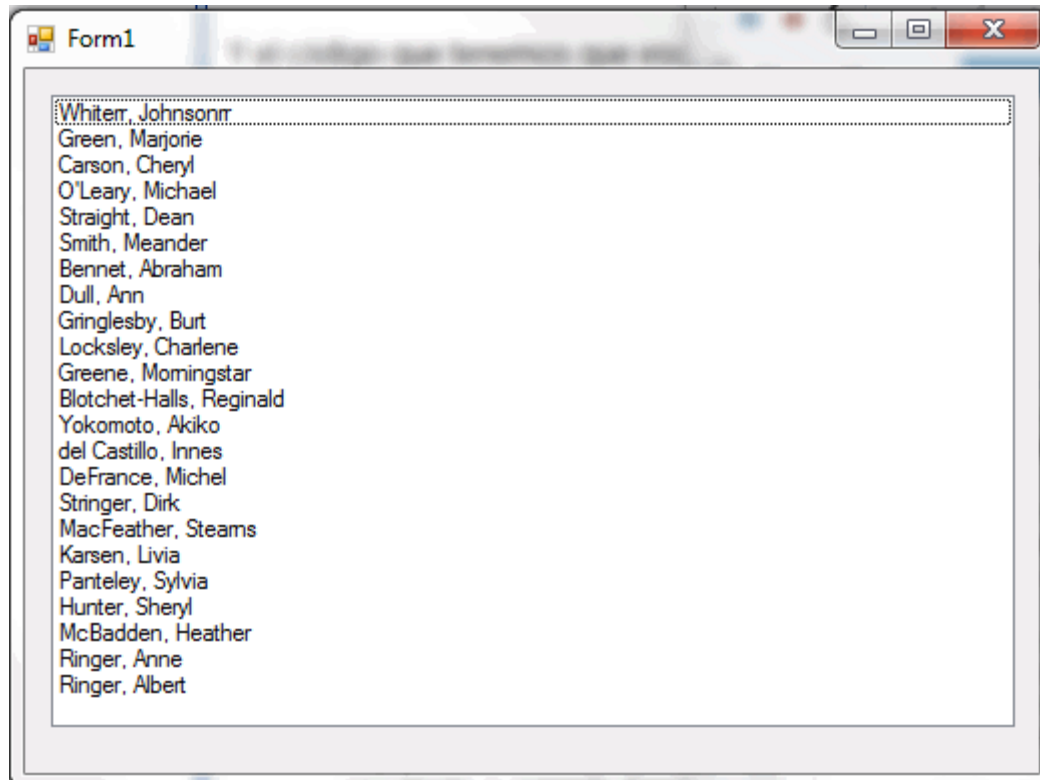 Form1
Whiterr, Johnsonrr
Green, Marjorie
Carson, Cheryl
O'Leary, Michael
Straight, Dean
Smith, Meander
Bennet, Abraham
Dull, Ann
Gringlesby, Burt
Locksley, Charlene
Greene, Morningstar
Blotchet-Halls, Reginald
Yokomoto, Akiko
del Castillo, Innes
DeFrance, Michel
Stringer, Dirk
MacFeather, Stearns
Karsen, Livia
Panteley, Sylvia
Hunter, Sheryl
McBadden, Heather
Ringer, Anne
Ringer, Albert